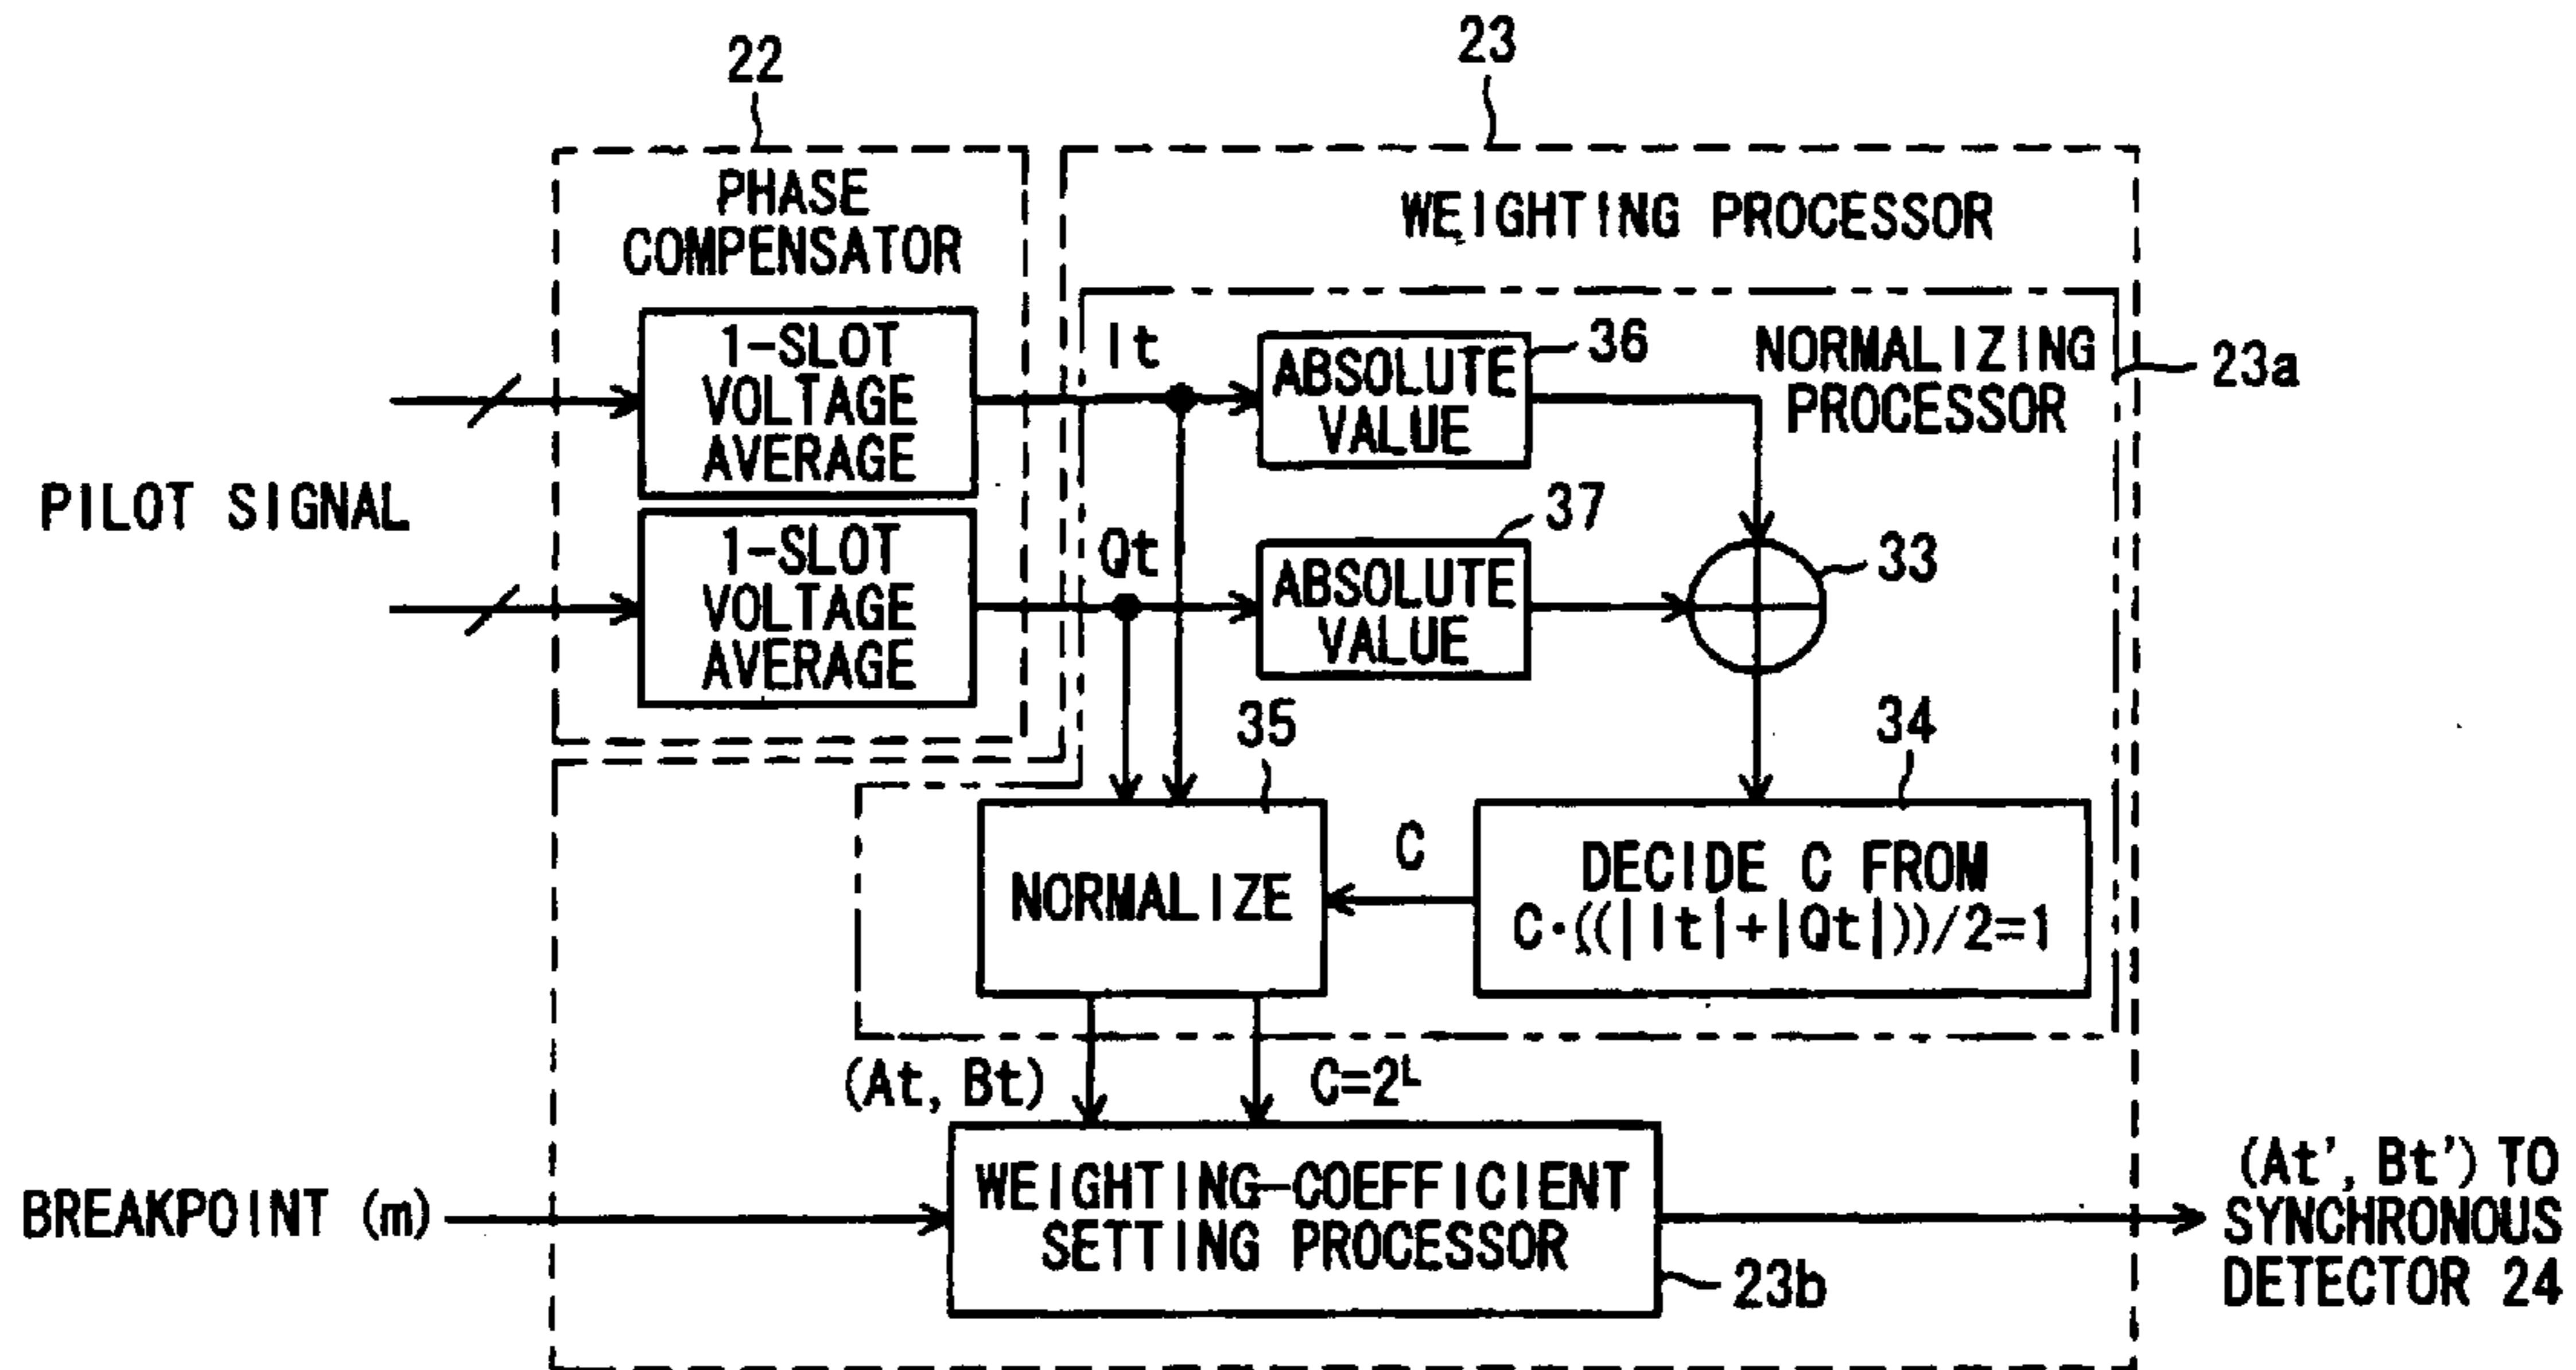 22
23
PHASE
COMPENSATOR
WEIGHTING PROCESSOR
1-SLOT
VOLTAGE
AVERAGE
It
ABSOLUTE
VALUE
36
NORMALIZING
PROCESSOR
23a
PILOT SIGNAL
1-SLOT
VOLTAGE
AVERAGE
Qt
ABSOLUTE
VALUE
37
33
35
34
NORMALIZE
C
DECIDE C FROM
C·((|It|+|Qt|))/2=1
(At, Bt)
C=2ᴸ
BREAKPOINT (m)
WEIGHTING-COEFFICIENT
SETTING PROCESSOR
23b
(At', Bt') TO
SYNCHRONOUS
DETECTOR 24